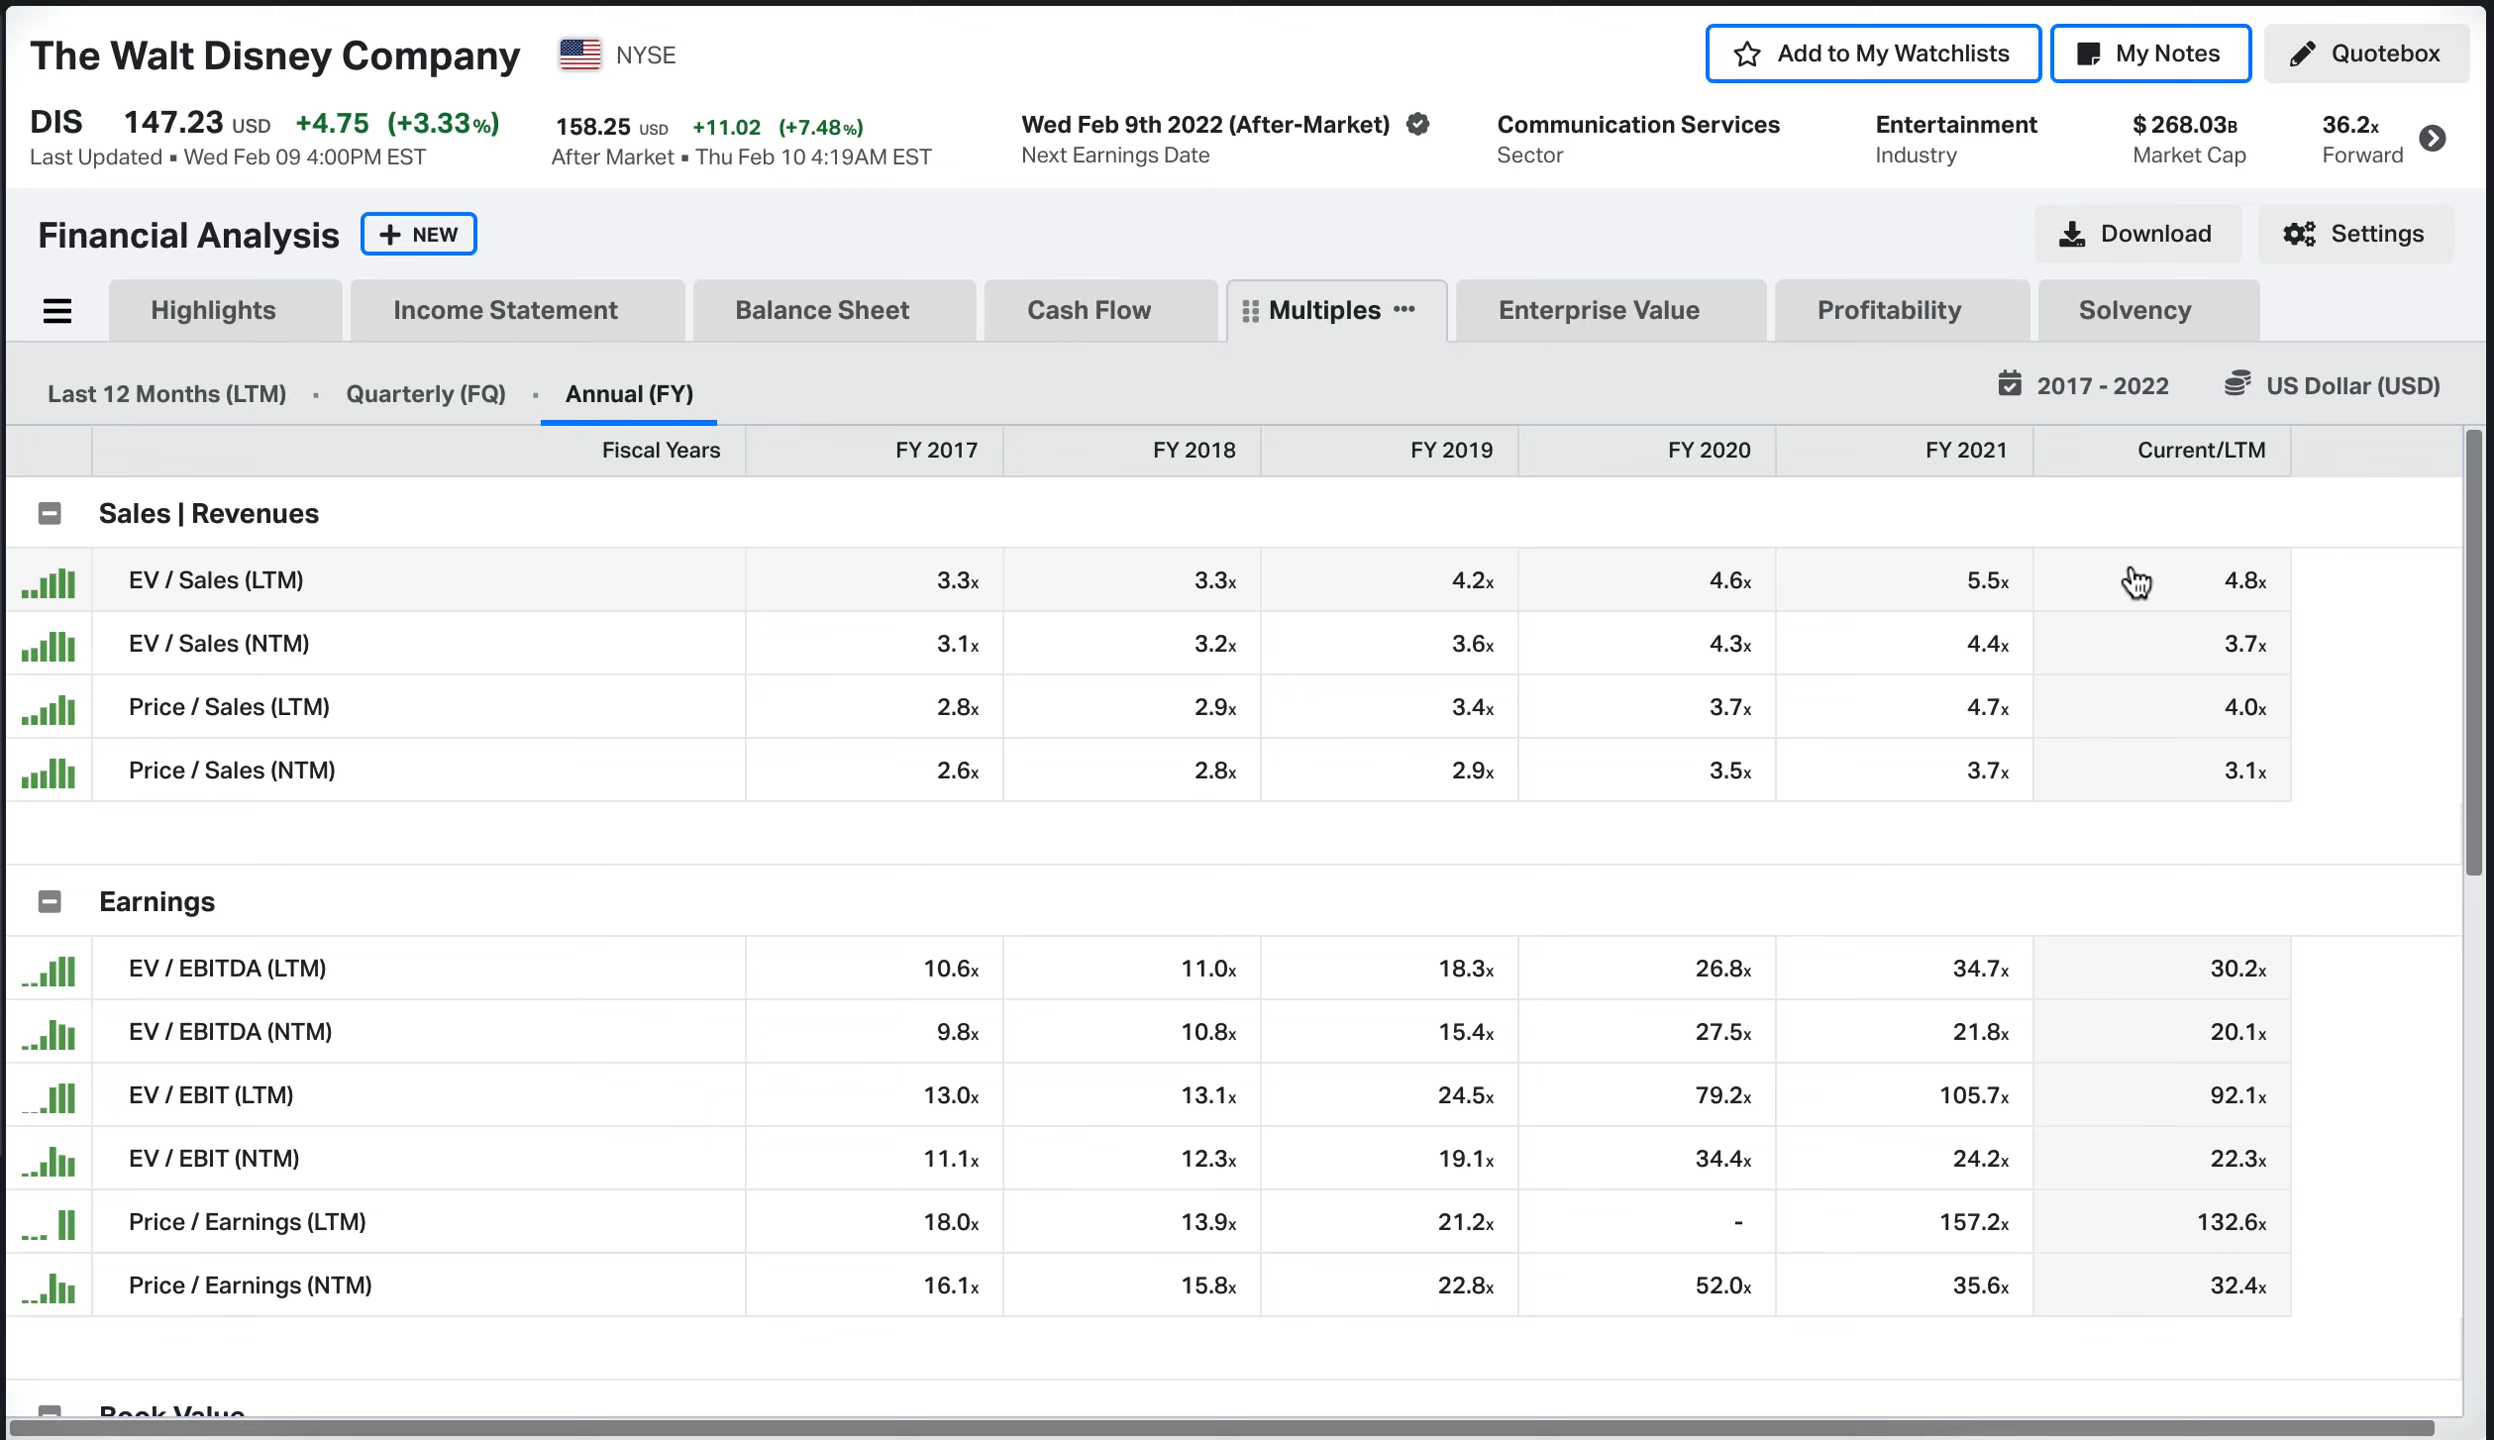 The Walt Disney Company NYSE Add to My Watchlists My Notes Quotebox
DIS 147.23 USD +4.75 (+3.33%) 158.25 USD +11.02 (+7.48%) Wed Feb 9th 2022 (After-Market) Communication Services Entertainment $268.03B 36.2x
Last Updated ▪ Wed Feb 09 4:00PM EST After Market ▪ Thu Feb 10 4:19AM EST Next Earnings Date Sector Industry Market Cap Forward
Financial Analysis + NEW Download Settings
Highlights Income Statement Balance Sheet Cash Flow Multiples ••• Enterprise Value Profitability Solvency
Last 12 Months (LTM) · Quarterly (FQ) · Annual (FY) 2017 - 2022 US Dollar (USD)
Fiscal Years FY 2017 FY 2018 FY 2019 FY 2020 FY 2021 Current/LTM
Sales | Revenues
EV / Sales (LTM) 3.3x 3.3x 4.2x 4.6x 5.5x 4.8x
EV / Sales (NTM) 3.1x 3.2x 3.6x 4.3x 4.4x 3.7x
Price / Sales (LTM) 2.8x 2.9x 3.4x 3.7x 4.7x 4.0x
Price / Sales (NTM) 2.6x 2.8x 2.9x 3.5x 3.7x 3.1x
Earnings
EV / EBITDA (LTM) 10.6x 11.0x 18.3x 26.8x 34.7x 30.2x
EV / EBITDA (NTM) 9.8x 10.8x 15.4x 27.5x 21.8x 20.1x
EV / EBIT (LTM) 13.0x 13.1x 24.5x 79.2x 105.7x 92.1x
EV / EBIT (NTM) 11.1x 12.3x 19.1x 34.4x 24.2x 22.3x
Price / Earnings (LTM) 18.0x 13.9x 21.2x - 157.2x 132.6x
Price / Earnings (NTM) 16.1x 15.8x 22.8x 52.0x 35.6x 32.4x
Book Value